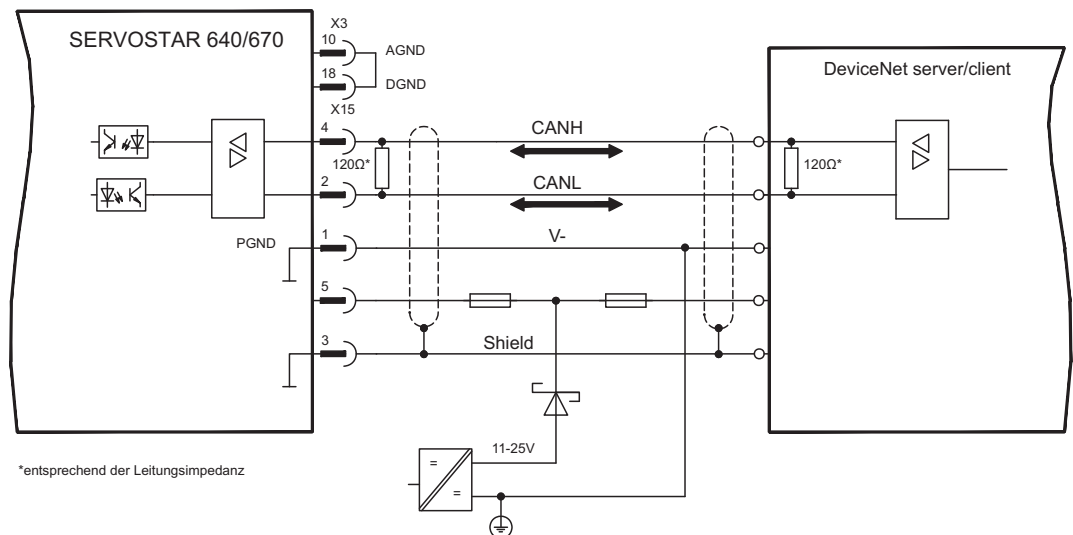 SERVOSTAR 640/670
X3
10
AGND
18
DGND
X15
4
CANH
120Ω*
2
CANL
PGND
1
V-
5
3
Shield
11-25V
=
=
DeviceNet server/client
120Ω*
*entsprechend der Leitungsimpedanz